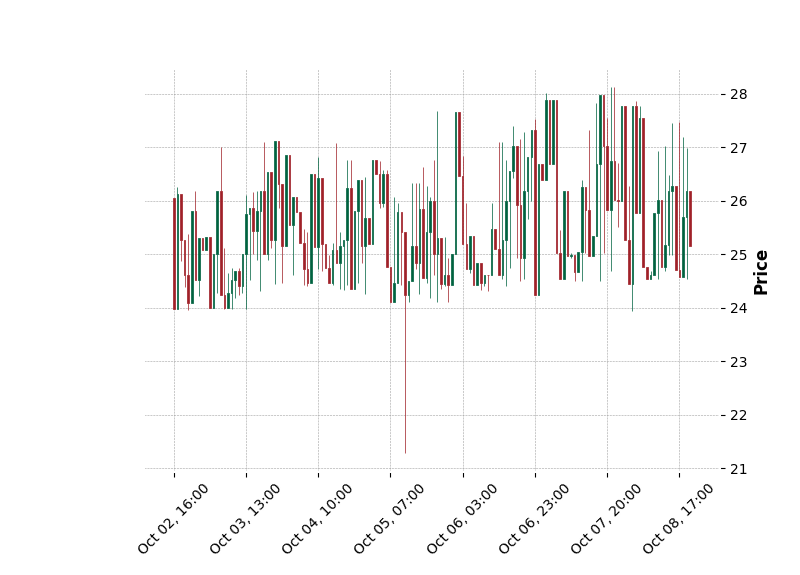 28
27
26
25
24
23
22
21
Price
Oct 02, 16:00
Oct 03, 13:00
Oct 04, 10:00
Oct 05, 07:00
Oct 06, 03:00
Oct 06, 23:00
Oct 07, 20:00
Oct 08, 17:00